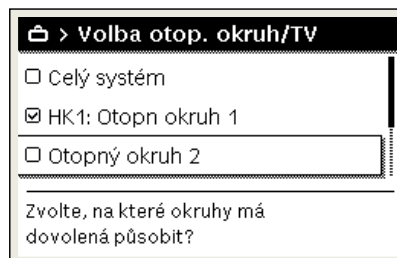 > Volba otop. okruh/TV
Celý systém
HK1: Otopn okruh 1
Otopný okruh 2
Zvolte, na které okruhy má
dovolená působit?